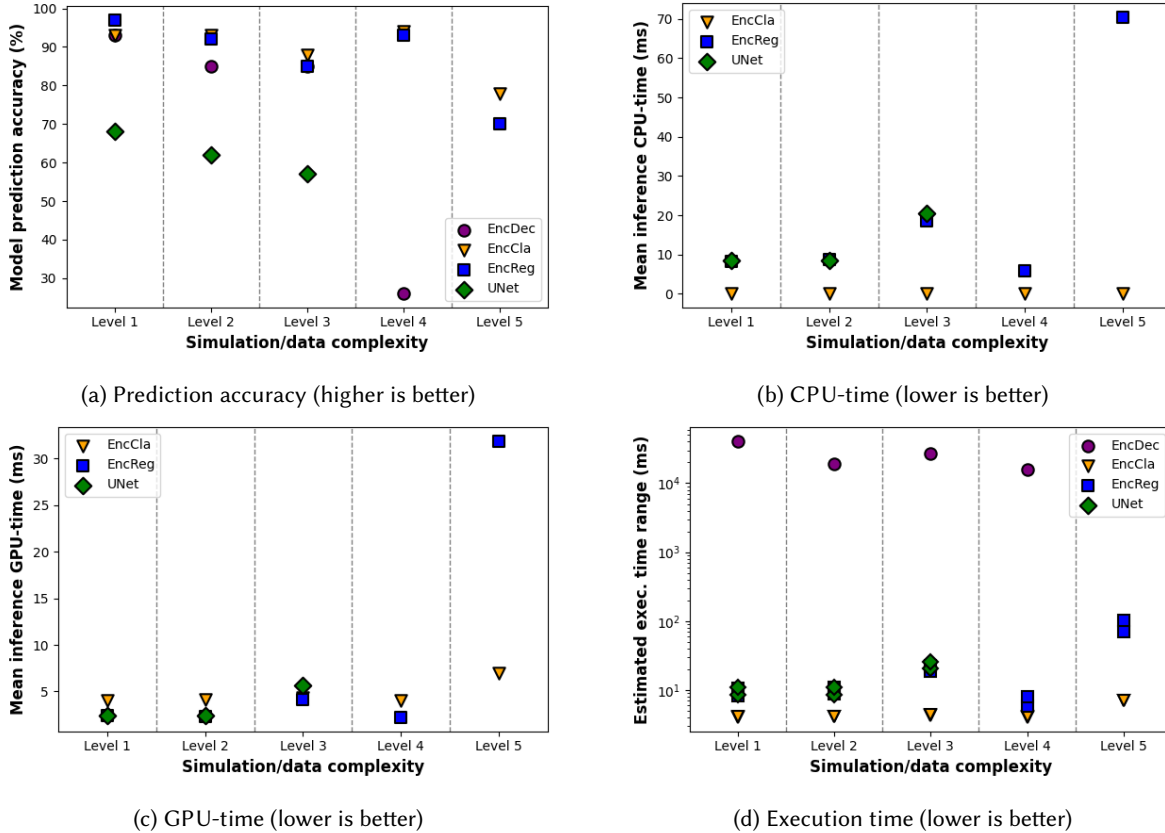 Model prediction accuracy (%)
100
90
80
70
60
50
40
30
EncDec
EncCla
EncReg
UNet
Level 1
Level 2
Level 3
Level 4
Level 5
Simulation/data complexity
(a) Prediction accuracy (higher is better)
Mean inference CPU-time (ms)
70
60
50
40
30
20
10
0
EncCla
EncReg
UNet
Level 1
Level 2
Level 3
Level 4
Level 5
Simulation/data complexity
(b) CPU-time (lower is better)
Mean inference GPU-time (ms)
30
25
20
15
10
5
EncCla
EncReg
UNet
Level 1
Level 2
Level 3
Level 4
Level 5
Simulation/data complexity
(c) GPU-time (lower is better)
Estimated exec. time range (ms)
10⁴
10³
10²
10¹
EncDec
EncCla
EncReg
UNet
Level 1
Level 2
Level 3
Level 4
Level 5
Simulation/data complexity
(d) Execution time (lower is better)